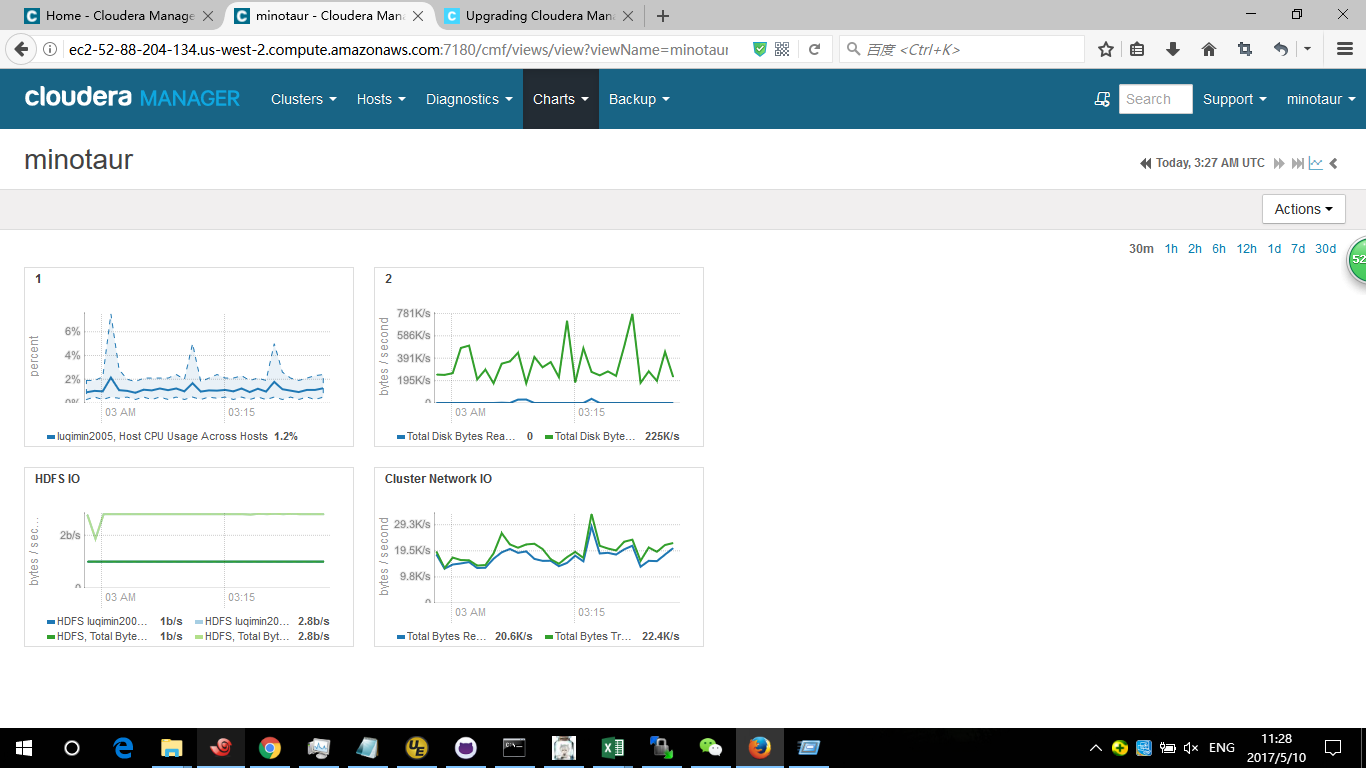 Home - Cloudera Manage
minotaur - Cloudera Man
Upgrading Cloudera Man
ec2-52-88-204-134.us-west-2.compute.amazonaws.com:7180/cmf/views/view?viewName=minotaur
百度 <Ctrl+K>
cloudera MANAGER
Clusters
Hosts
Diagnostics
Charts
Backup
Search
Support
minotaur
minotaur
Today, 3:27 AM UTC
Actions
30m 1h 2h 6h 12h 1d 7d 30d
52
1
percent
6%
4%
2%
0%
03 AM
03:15
luqimin2005, Host CPU Usage Across Hosts 1.2%
2
bytes / second
781K/s
586K/s
391K/s
195K/s
0
03 AM
03:15
Total Disk Bytes Rea... 0
Total Disk Byte... 225K/s
HDFS IO
bytes / sec...
2b/s
0
03 AM
03:15
HDFS luqimin200... 1b/s
HDFS luqimin20... 2.8b/s
HDFS, Total Byte... 1b/s
HDFS, Total Byt... 2.8b/s
Cluster Network IO
bytes / second
29.3K/s
19.5K/s
9.8K/s
0
03 AM
03:15
Total Bytes Re... 20.6K/s
Total Bytes Tr... 22.4K/s
UE
ENG
11:28
2017/5/10